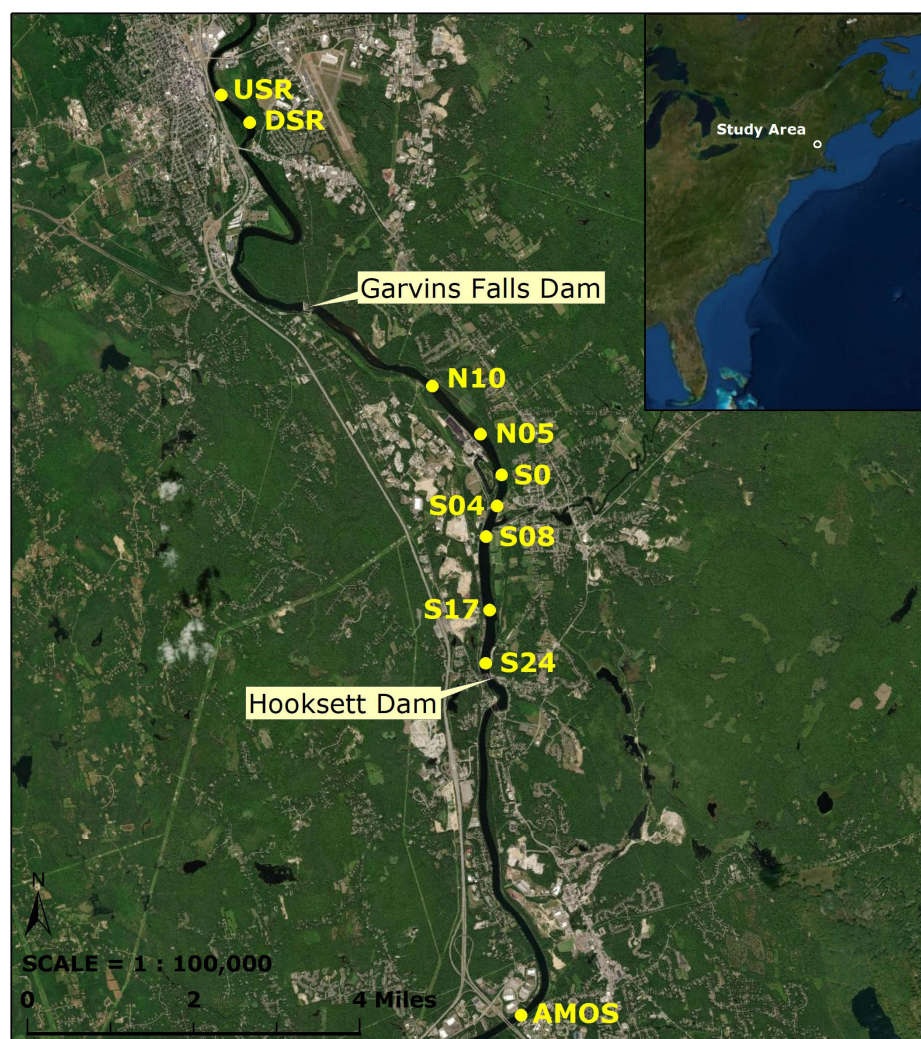 USR
DSR
Study Area
Garvins Falls Dam
N10
N05
S0
S04
S08
S17
S24
Hooksett Dam
N
SCALE = 1 : 100,000
0 2 4 Miles
AMOS